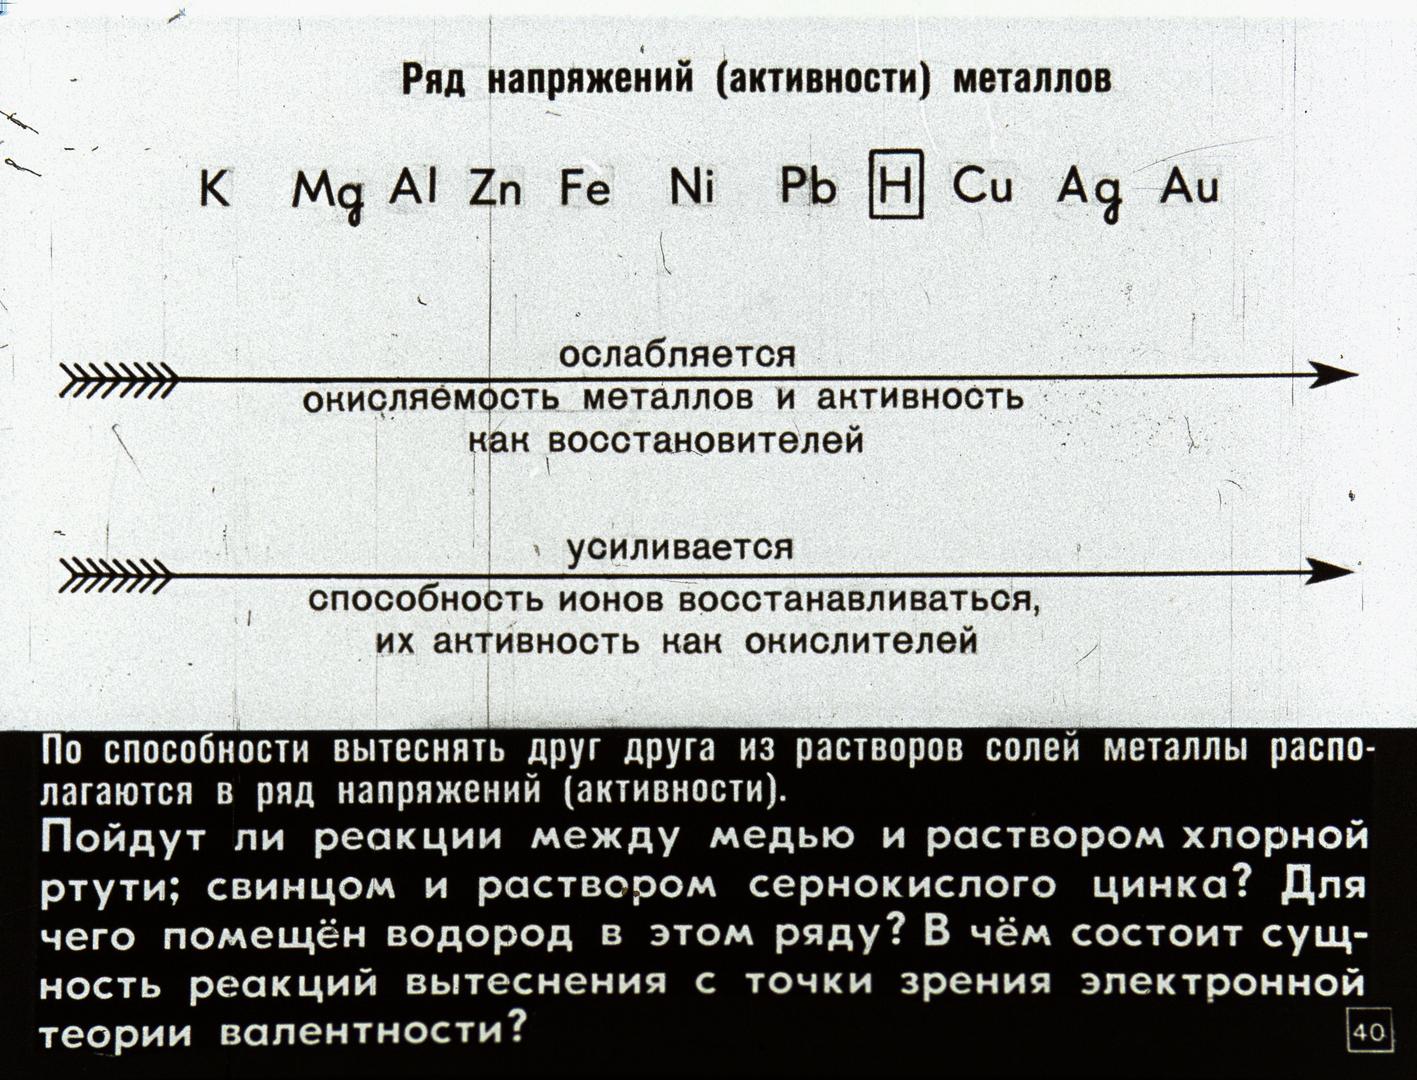 Ряд напряжений (активности) металлов
K Mg Al Zn Fe Ni Pb H Cu Ag Au
ослабляется
окисляемость металлов и активность
как восстановителей
усиливается
способность ионов восстанавливаться,
их активность как окислителей
По способности вытеснять друг друга из растворов солей металлы распо-
лагаются в ряд напряжений (активности).
Пойдут ли реакции между медью и раствором хлорной
ртути; свинцом и раствором сернокислого цинка? Для
чего помещён водород в этом ряду? В чём состоит сущ-
ность реакций вытеснения с точки зрения электронной
теории валентности?
40